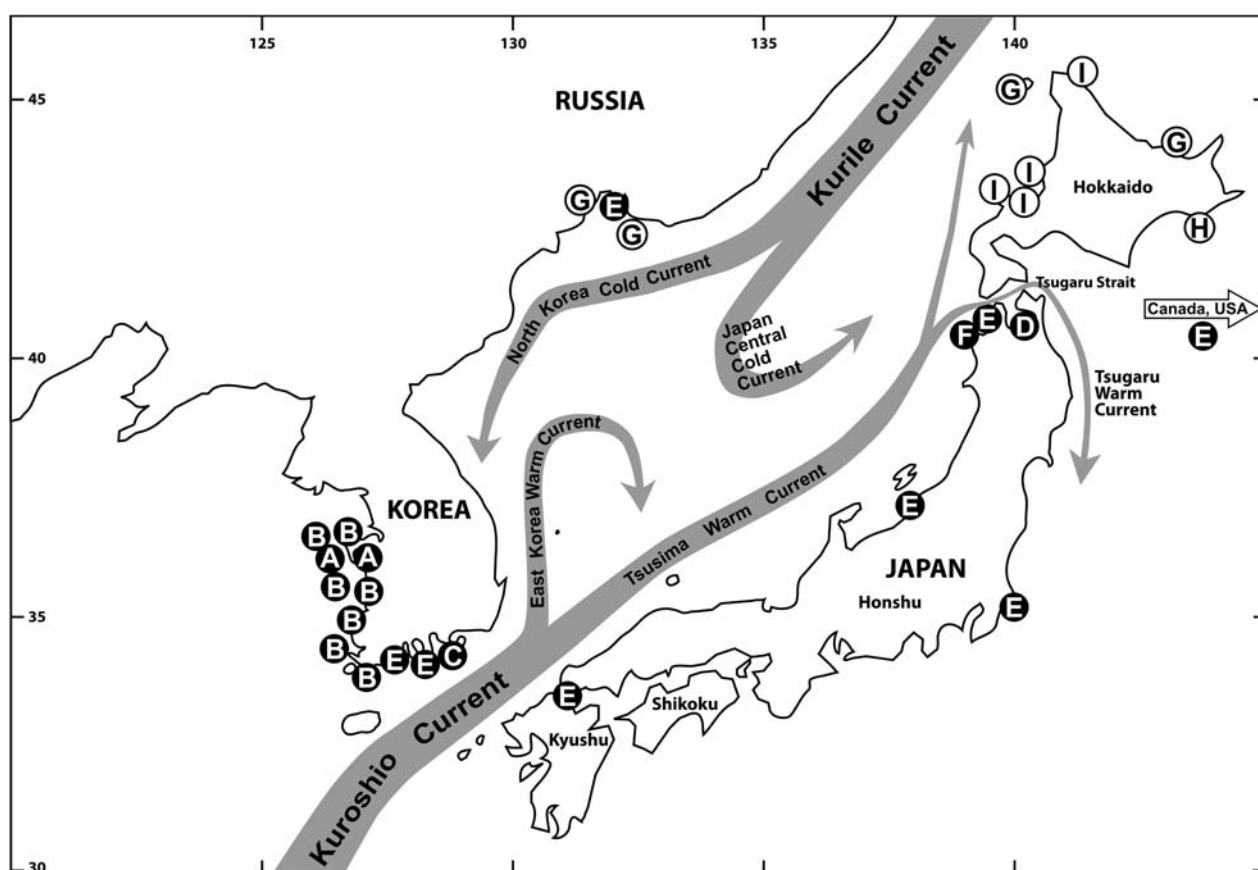 125
130
135
140
45
40
35
30
RUSSIA
Kurile Current
G
I
G
Hokkaido
I
I
I
H
G
E
G
North Korea Cold Current
Japan
Central
Cold
Current
Tsugaru Strait
Canada, USA
E
F
E
D
Tsugaru
Warm
Current
KOREA
East Korea Warm Current
Tsusima Warm Current
E
JAPAN
Honshu
E
B
B
A
A
B
B
B
B
B
E
E
C
Kuroshio Current
E
Shikoku
Kyushu